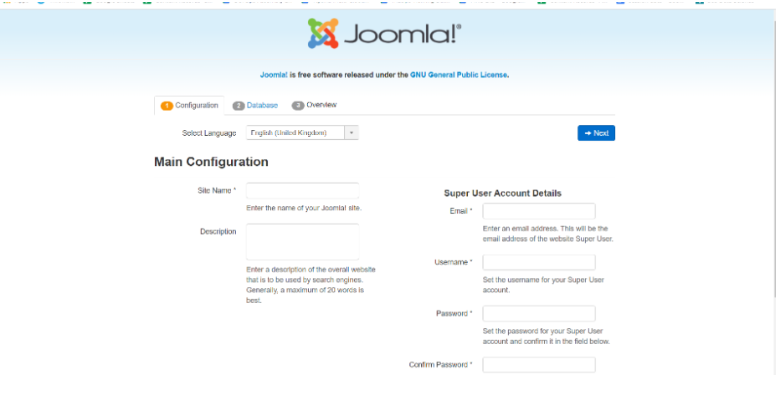 Joomla!®
Joomla! is free software released under the GNU General Public License.
1 Configuration
2 Database
3 Overview
Select Language
English (United Kingdom)
Next
Main Configuration
Site Name *
Enter the name of your Joomla! site.
Description
Enter a description of the overall website
that is to be used by search engines.
Generally, a maximum of 20 words is
best.
Super User Account Details
Email *
Enter an email address. This will be the
email address of the website Super User.
Username *
Set the username for your Super User
account.
Password *
Set the password for your Super User
account and confirm it in the field below.
Confirm Password *